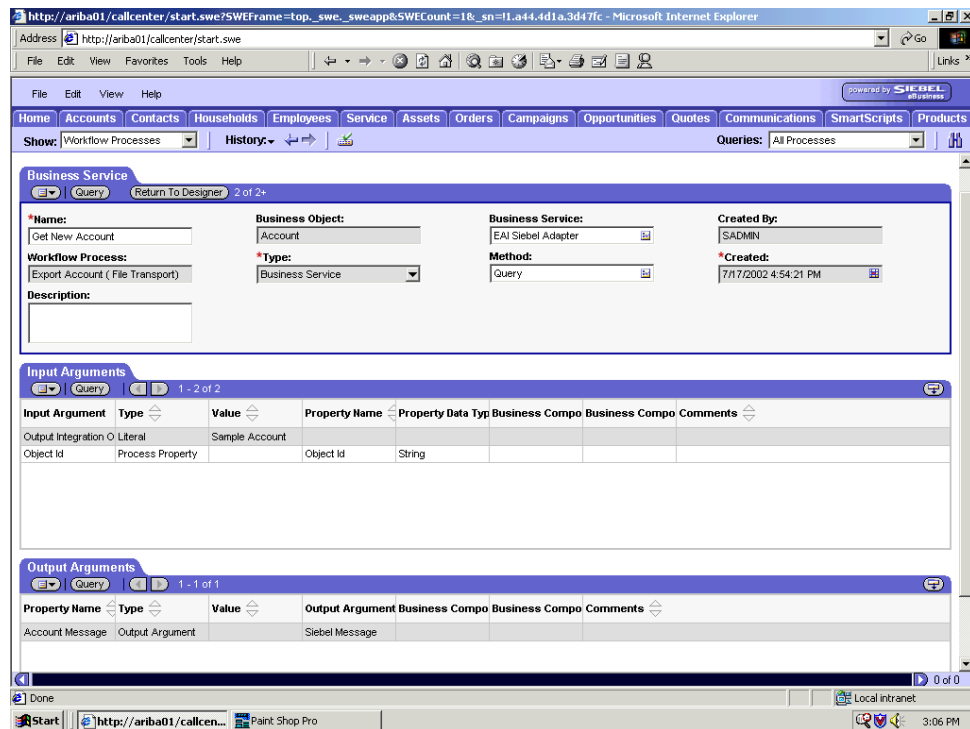 http://ariba01/callcenter/start.swe?SWEFrame=top._swe._sweapp&SWECount=1&_sn=!1.a44.4d1a.3d47fc - Microsoft Internet Explorer
Address http://ariba01/callcenter/start.swe Go
File Edit View Favorites Tools Help Links »
File Edit View Help powered by SIEBEL eBusiness
Home Accounts Contacts Households Employees Service Assets Orders Campaigns Opportunities Quotes Communications SmartScripts Products
Show: Workflow Processes History: Queries: All Processes
Business Service
Query Return To Designer 2 of 2+
*Name: Business Object: Business Service: Created By:
Get New Account Account EAI Siebel Adapter SADMIN
Workflow Process: *Type: Method: *Created:
Export Account ( File Transport) Business Service Query 7/17/2002 4:54:21 PM
Description:
Input Arguments
Query 1 - 2 of 2
Input Argument Type Value Property Name Property Data Typ Business Compo Business Compo Comments
Output Integration O Literal Sample Account
Object Id Process Property Object Id String
Output Arguments
Query 1 - 1 of 1
Property Name Type Value Output Argument Business Compo Business Compo Comments
Account Message Output Argument Siebel Message
0 of 0
Done Local intranet
Start http://ariba01/callcen... Paint Shop Pro 3:06 PM